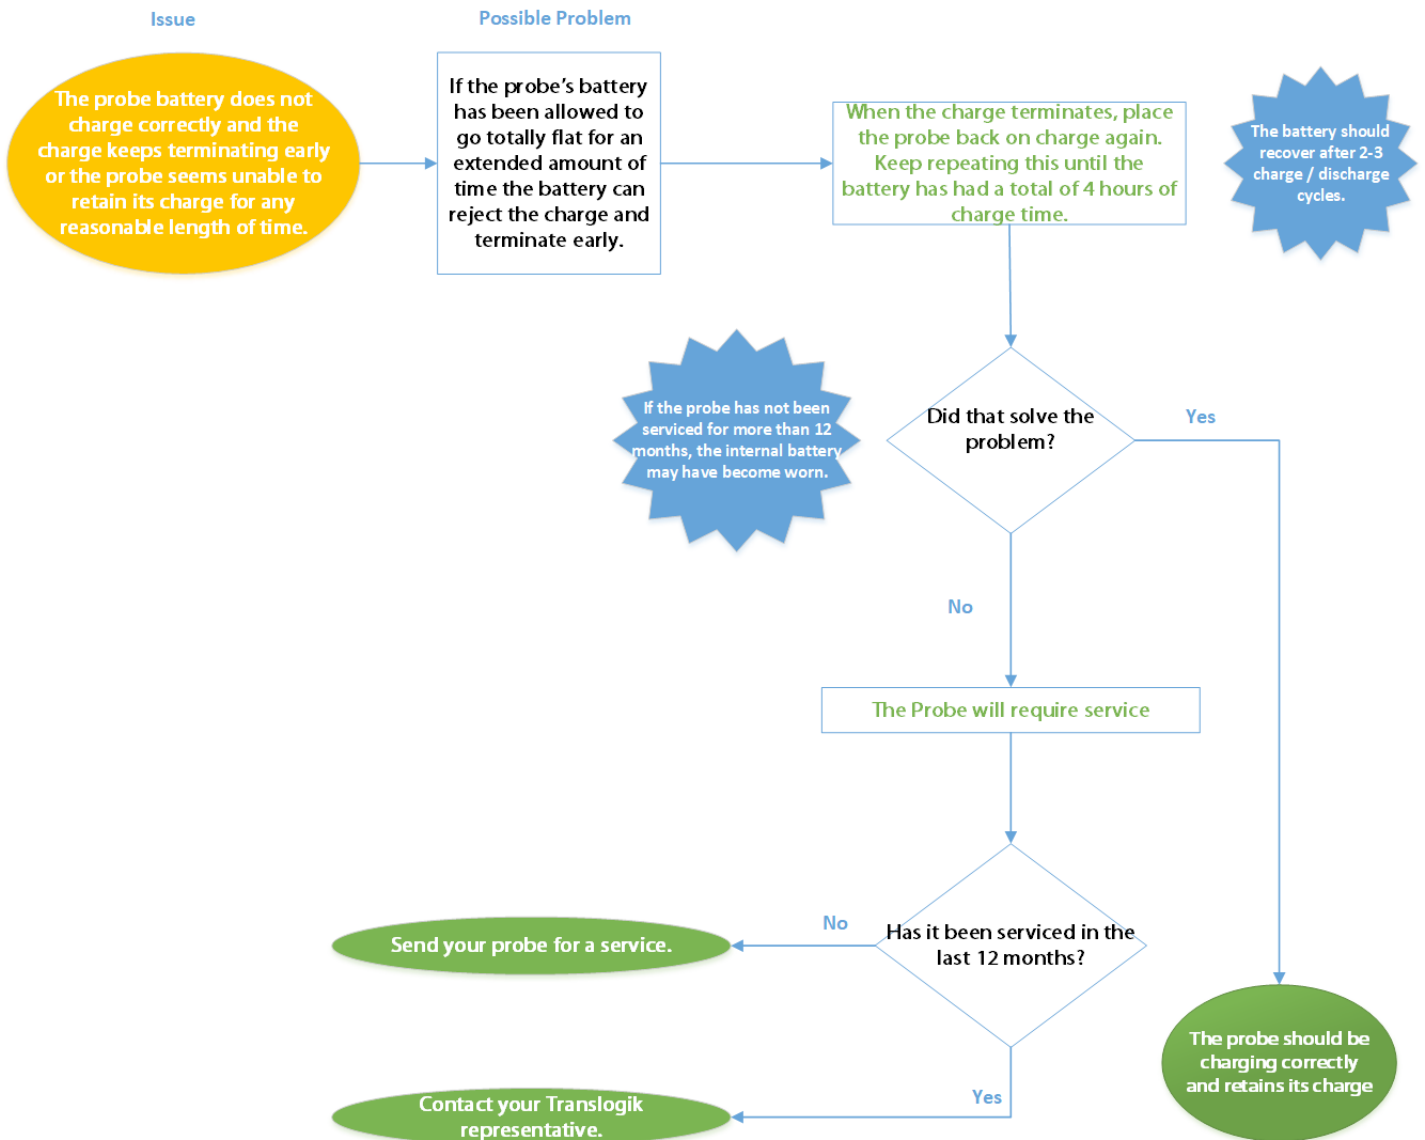 Issue
Possible Problem
The probe battery does not
charge correctly and the
charge keeps terminating early
or the probe seems unable to
retain its charge for any
reasonable length of time.
If the probe's battery
has been allowed to
go totally flat for an
extended amount of
time the battery can
reject the charge and
terminate early.
When the charge terminates, place
the probe back on charge again.
Keep repeating this until the
battery has had a total of 4 hours of
charge time.
The battery should
recover after 2-3
charge / discharge
cycles.
If the probe has not been
serviced for more than 12
months, the internal battery
may have become worn.
Did that solve the
problem?
Yes
No
The Probe will require service
Has it been serviced in the
last 12 months?
No
Send your probe for a service.
Yes
Contact your Translogik
representative.
The probe should be
charging correctly
and retains its charge